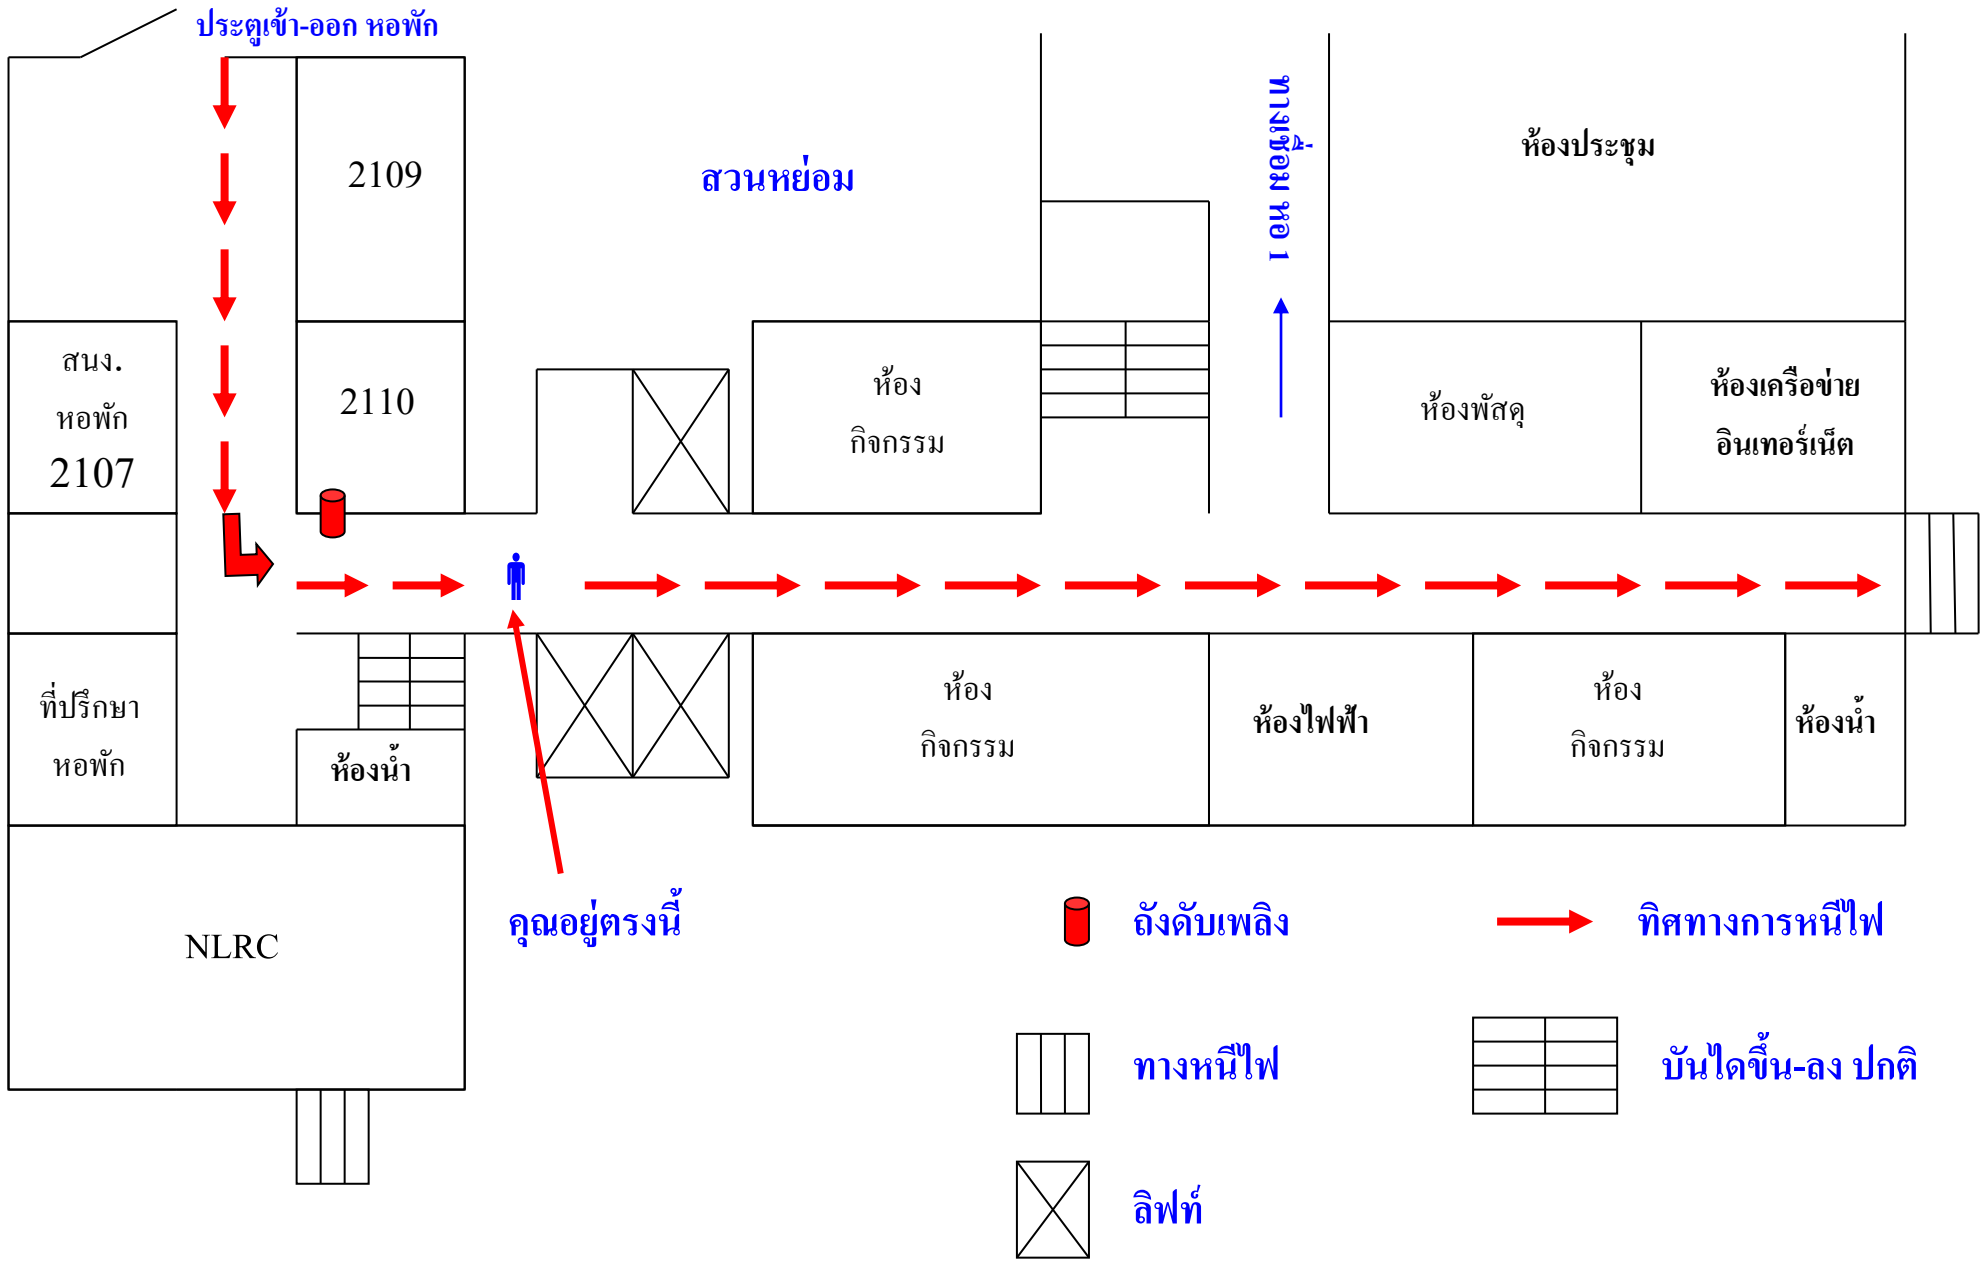 ประตูเข้า-ออก หอพัก
2109
สวนหย่อม
ทางเชื่อม หอ 1
ห้องประชุม
สนง.
หอพัก
2107
2110
ห้อง
กิจกรรม
ห้องพัสดุ
ห้องเครือข่าย
อินเทอร์เน็ต
ที่ปรึกษา
หอพัก
ห้องน้ำ
ห้อง
กิจกรรม
ห้องไฟฟ้า
ห้อง
กิจกรรม
ห้องน้ำ
NLRC
คุณอยู่ตรงนี้
ถังดับเพลิง
ทิศทางการหนีไฟ
ทางหนีไฟ
บันไดขึ้น-ลง ปกติ
ลิฟท์